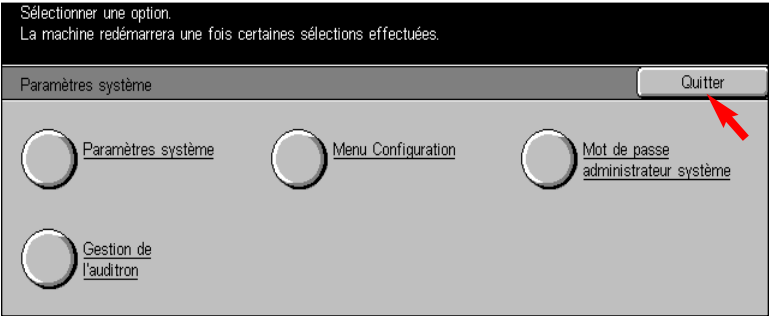 Sélectionner une option.
La machine redémarrera une fois certaines sélections effectuées.
Paramètres système
Quitter
Paramètres système
Menu Configuration
Mot de passe
administrateur système
Gestion de
l'auditron